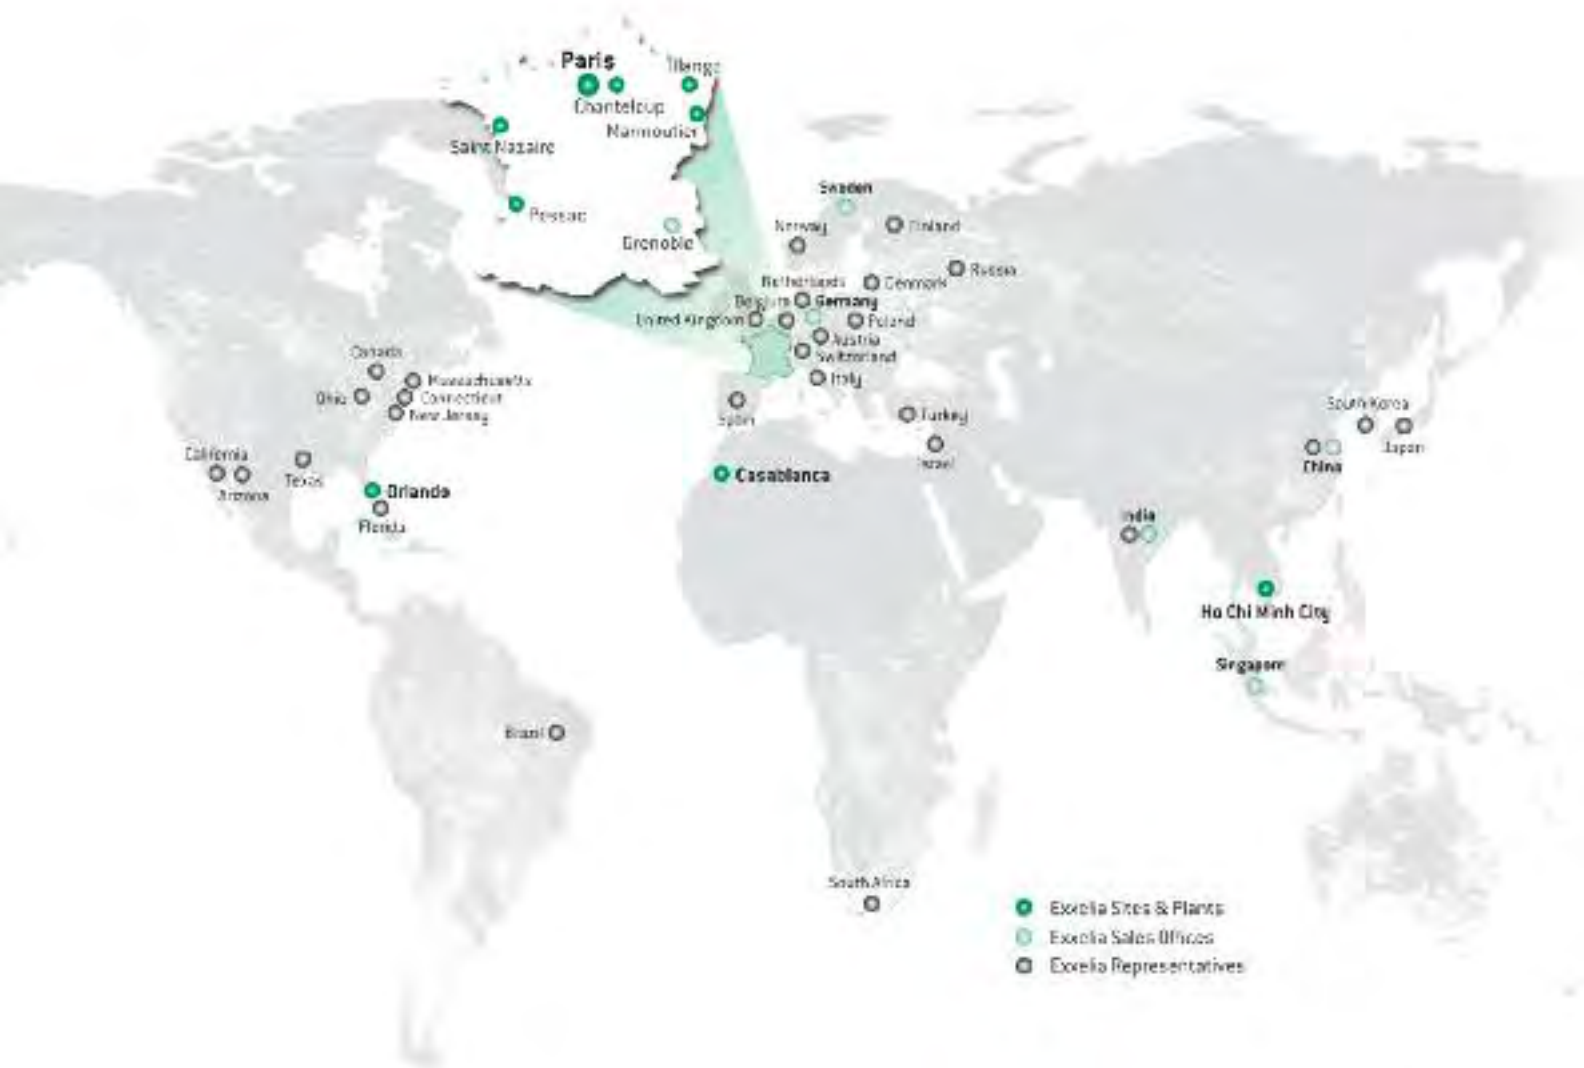 Paris
Illange
Chanteloup
Marmoutier
Saint Nazaire
Pessac
Grenoble
Sweden
Norway
Finland
Russia
Netherlands
Denmark
Belgium
Germany
United Kingdom
Poland
Austria
Switzerland
Italy
Spain
Turkey
Israel
Canada
Massachusetts
Ohio
Connecticut
New Jersey
California
Arizona
Texas
Orlando
Florida
Casablanca
South Korea
Japan
China
India
Ho Chi Minh City
Singapore
Brazil
South Africa
Exxelia Sites & Plants
Exxelia Sales Offices
Exxelia Representatives